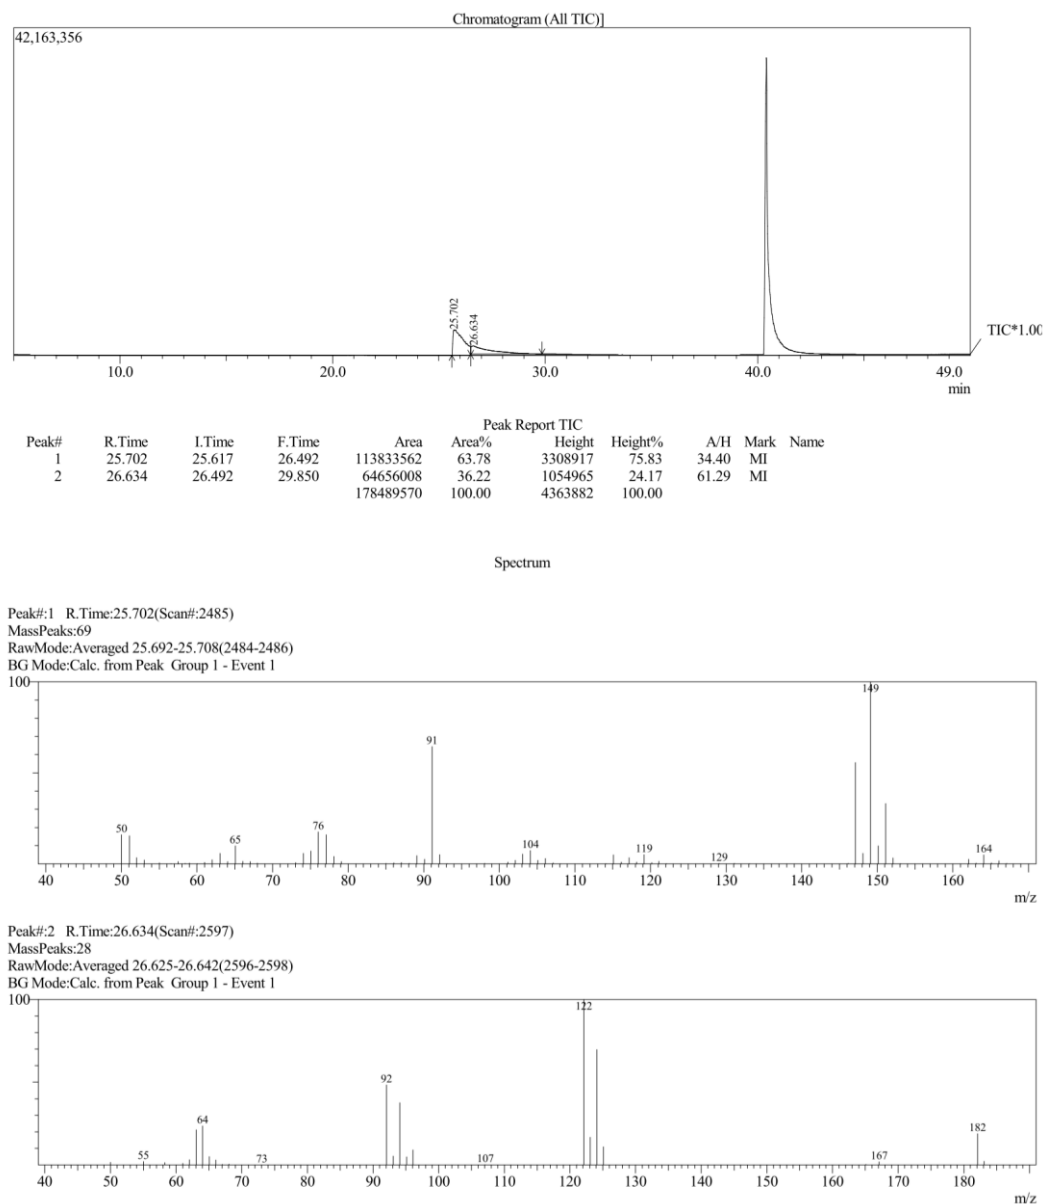 Chromatogram (All TIC)]
42,163,356
25.702
26.634
TIC*1.00
10.0 20.0 30.0 40.0 49.0
min
Peak Report TIC
Peak# R.Time I.Time F.Time Area Area% Height Height% A/H Mark Name
1 25.702 25.617 26.492 113833562 63.78 3308917 75.83 34.40 MI
2 26.634 26.492 29.850 64656008 36.22 1054965 24.17 61.29 MI
178489570 100.00 4363882 100.00
Spectrum
Peak#:1 R.Time:25.702(Scan#:2485)
MassPeaks:69
RawMode:Averaged 25.692-25.708(2484-2486)
BG Mode:Calc. from Peak Group 1 - Event 1
100
149
91
50 65 76 104 119 129 164
40 50 60 70 80 90 100 110 120 130 140 150 160
m/z
Peak#:2 R.Time:26.634(Scan#:2597)
MassPeaks:28
RawMode:Averaged 26.625-26.642(2596-2598)
BG Mode:Calc. from Peak Group 1 - Event 1
100
122
92
64 182
55 73 107 167
40 50 60 70 80 90 100 110 120 130 140 150 160 170 180
m/z